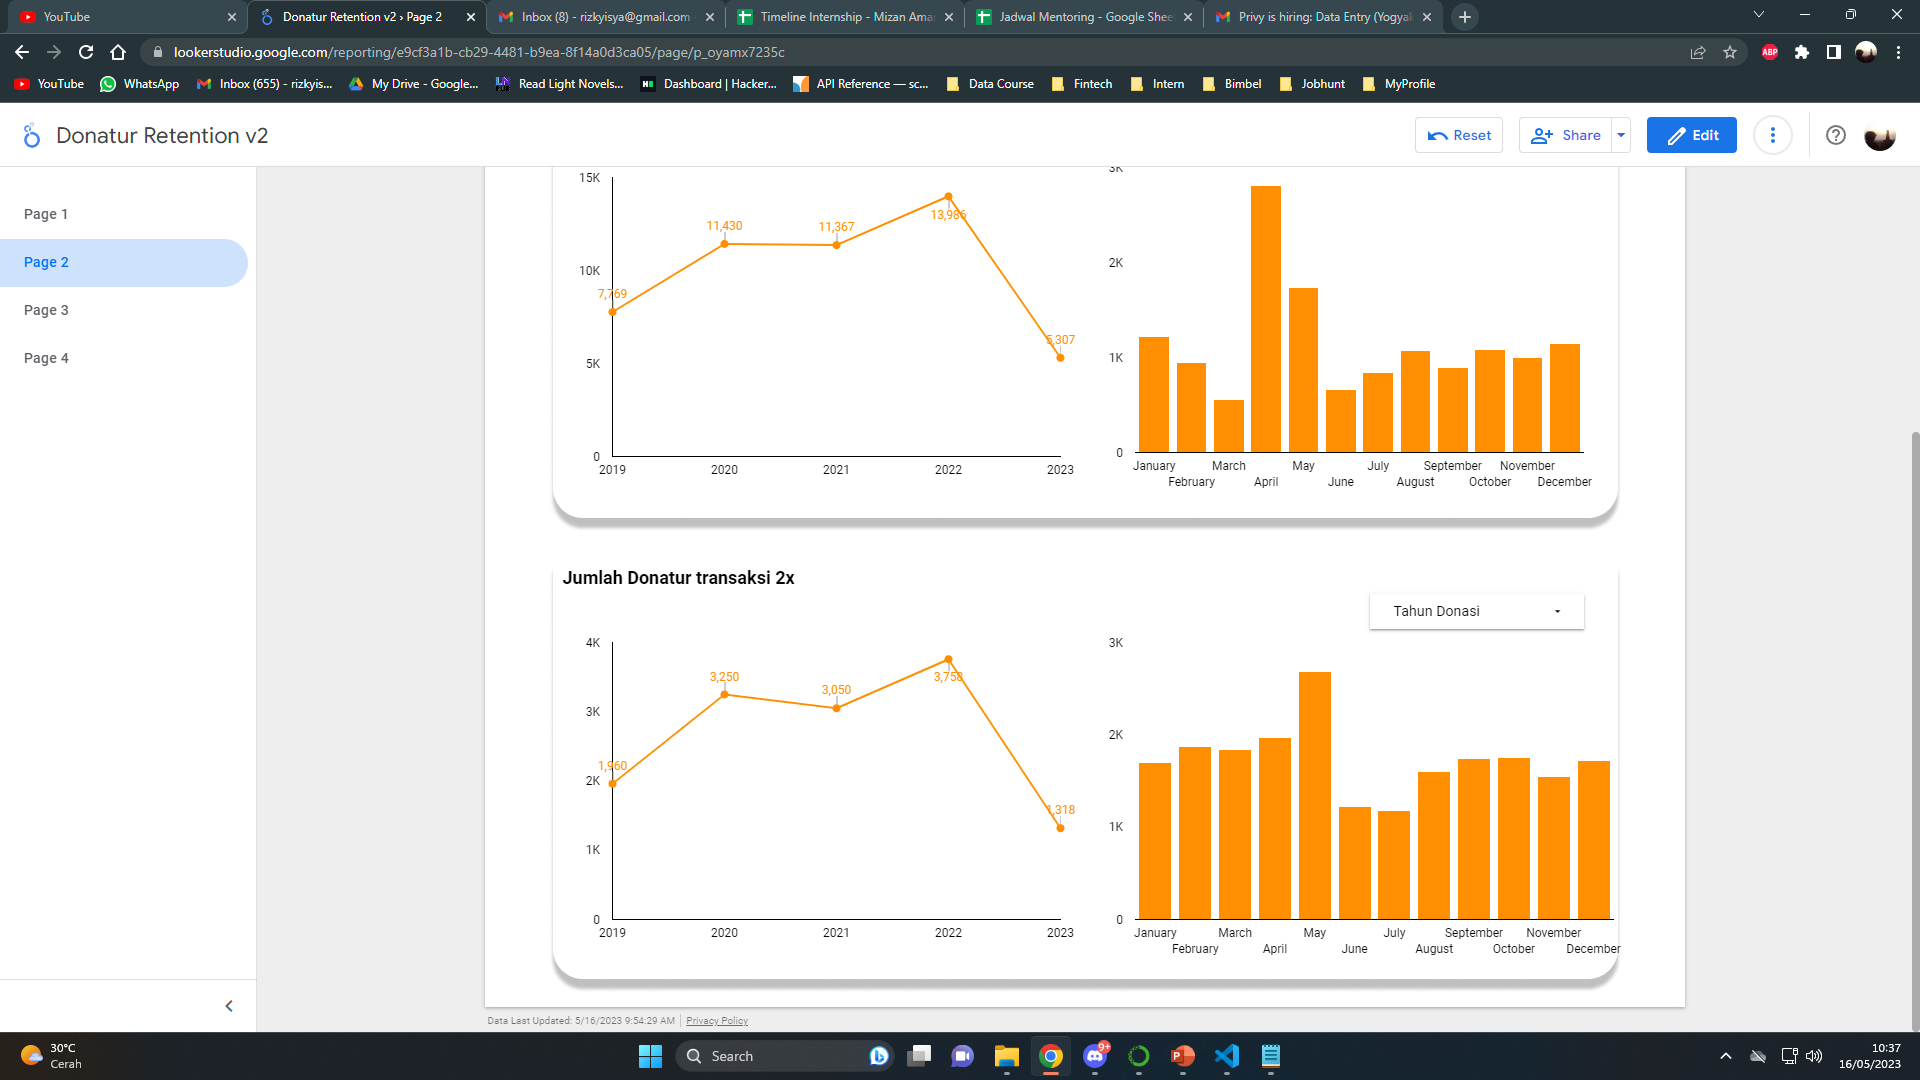 YouTube
Donatur Retention v2 › Page 2
Inbox (8) - rizkyisya@gmail.com
Timeline Internship - Mizan Amar
Jadwal Mentoring - Google Shee
Privy is hiring: Data Entry (Yogyak
lookerstudio.google.com/reporting/e9cf3a1b-cb29-4481-b9ea-8f14a0d3ca05/page/p_oyamx7235c
ABP
YouTube
WhatsApp
Inbox (655) - rizkyis...
My Drive - Google...
Read Light Novels...
Dashboard | Hacker...
API Reference — sc...
Data Course
Fintech
Intern
Bimbel
Jobhunt
MyProfile
Donatur Retention v2
Reset
Share
Edit
Page 1
Page 2
Page 3
Page 4
15K
10K
5K
0
7,769
11,430
11,367
13,986
5,307
2019
2020
2021
2022
2023
3K
2K
1K
0
January
February
March
April
May
June
July
August
September
October
November
December
Jumlah Donatur transaksi 2x
Tahun Donasi
4K
3K
2K
1K
0
1,960
3,250
3,050
3,758
1,318
2019
2020
2021
2022
2023
3K
2K
1K
0
January
February
March
April
May
June
July
August
September
October
November
December
Data Last Updated: 5/16/2023 9:54:29 AM
Privacy Policy
30°C
Cerah
Search
9+
10:37
16/05/2023